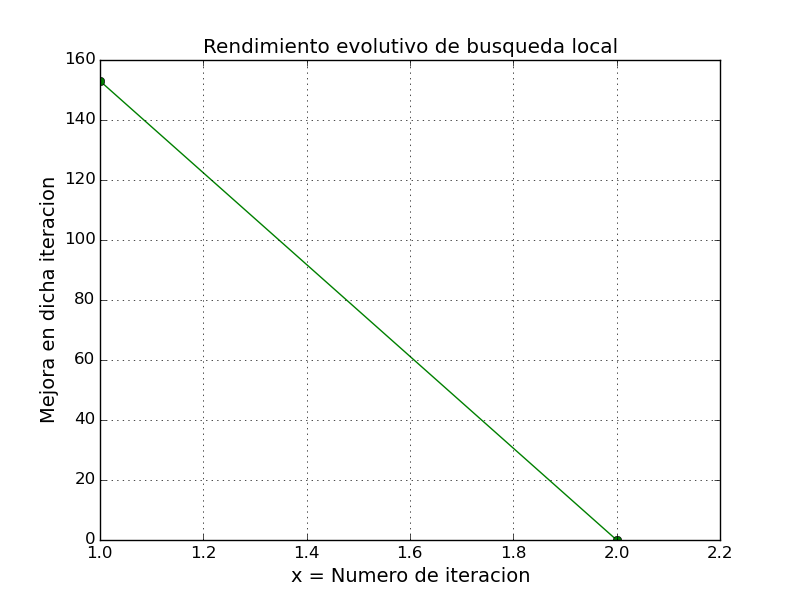 Rendimiento evolutivo de busqueda local
160
140
120
100
80
60
40
20
0
Mejora en dicha iteracion
1.0 1.2 1.4 1.6 1.8 2.0 2.2
x = Numero de iteracion